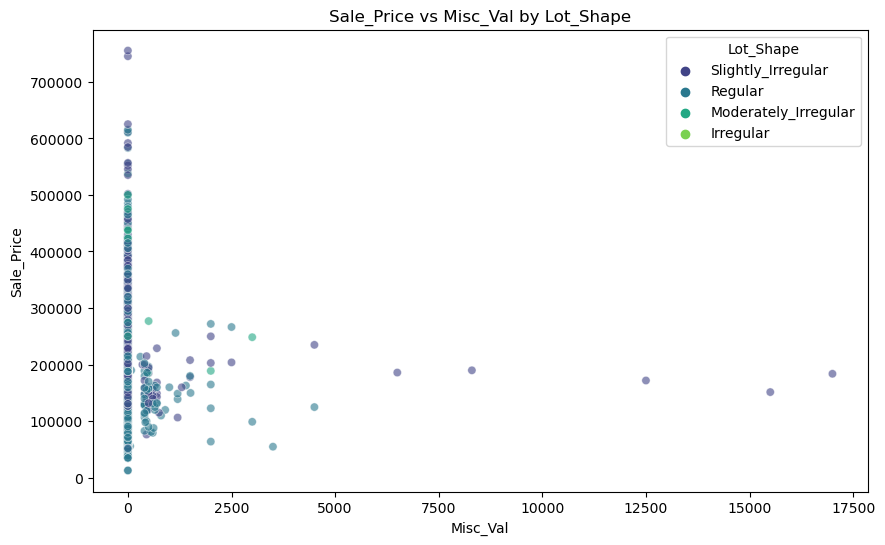 Sale_Price vs Misc_Val by Lot_Shape
Lot_Shape
Slightly_Irregular
Regular
Moderately_Irregular
Irregular
700000
600000
500000
400000
300000
200000
100000
0
Sale_Price
0 2500 5000 7500 10000 12500 15000 17500
Misc_Val